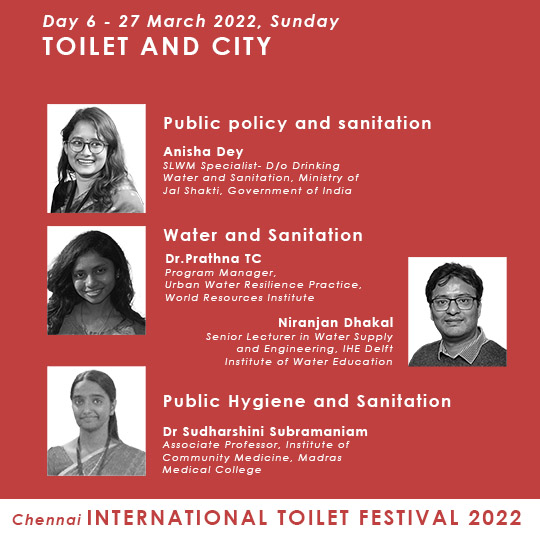 Day 6 - 27 March 2022, Sunday
TOILET AND CITY
Public policy and sanitation
Anisha Dey
SLWM Specialist- D/o Drinking
Water and Sanitation, Ministry of
Jal Shakti, Government of India
Water and Sanitation
Dr.Prathna TC
Program Manager,
Urban Water Resilience Practice,
World Resources Institute
Niranjan Dhakal
Senior Lecturer in Water Supply
and Engineering, IHE Delft
Institute of Water Education
Public Hygiene and Sanitation
Dr Sudharshini Subramaniam
Associate Professor, Institute of
Community Medicine, Madras
Medical College
Chennai INTERNATIONAL TOILET FESTIVAL 2022